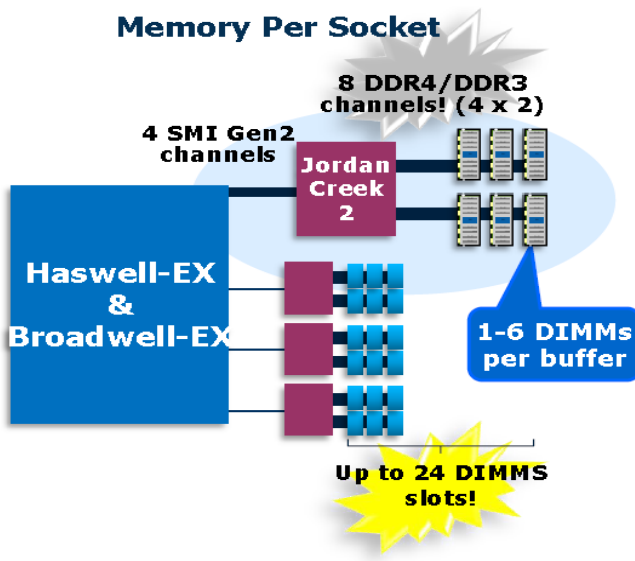 Memory Per Socket
8 DDR4/DDR3
channels! (4 x 2)
4 SMI Gen2
channels
Jordan
Creek
2
Haswell-EX
&
Broadwell-EX
1-6 DIMMs
per buffer
Up to 24 DIMMS
slots!